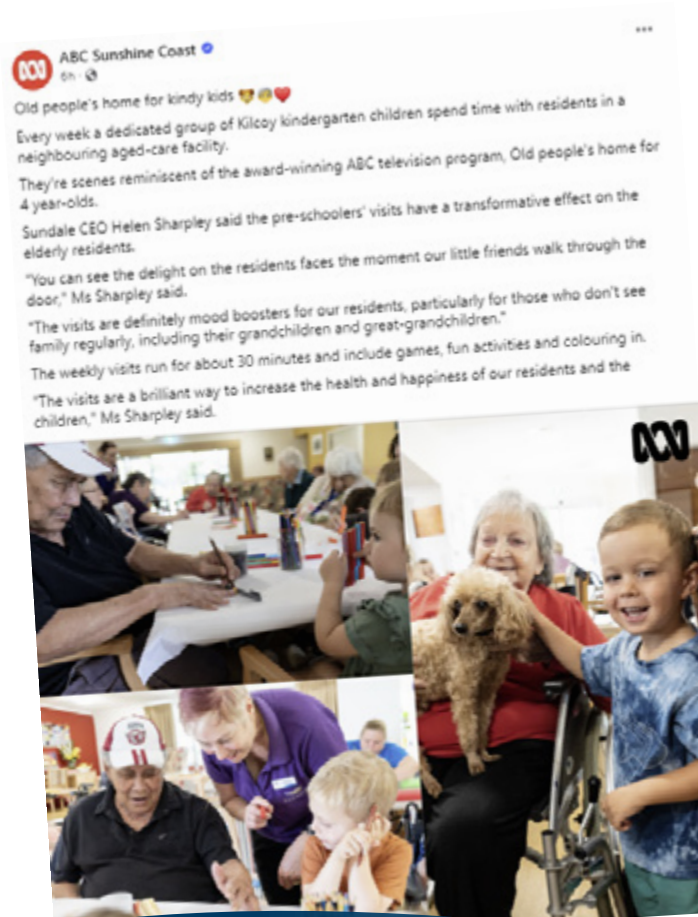 ABC Sunshine Coast
6h
Old people's home for kindy kids
Every week a dedicated group of Kilcoy kindergarten children spend time with residents in a
neighbouring aged-care facility.
They're scenes reminiscent of the award-winning ABC television program, Old people's home for
4 year-olds.
Sundale CEO Helen Sharpley said the pre-schoolers' visits have a transformative effect on the
elderly residents.
"You can see the delight on the residents faces the moment our little friends walk through the
door," Ms Sharpley said.
"The visits are definitely mood boosters for our residents, particularly for those who don't see
family regularly, including their grandchildren and great-grandchildren."
The weekly visits run for about 30 minutes and include games, fun activities and colouring in.
"The visits are a brilliant way to increase the health and happiness of our residents and the
children," Ms Sharpley said.